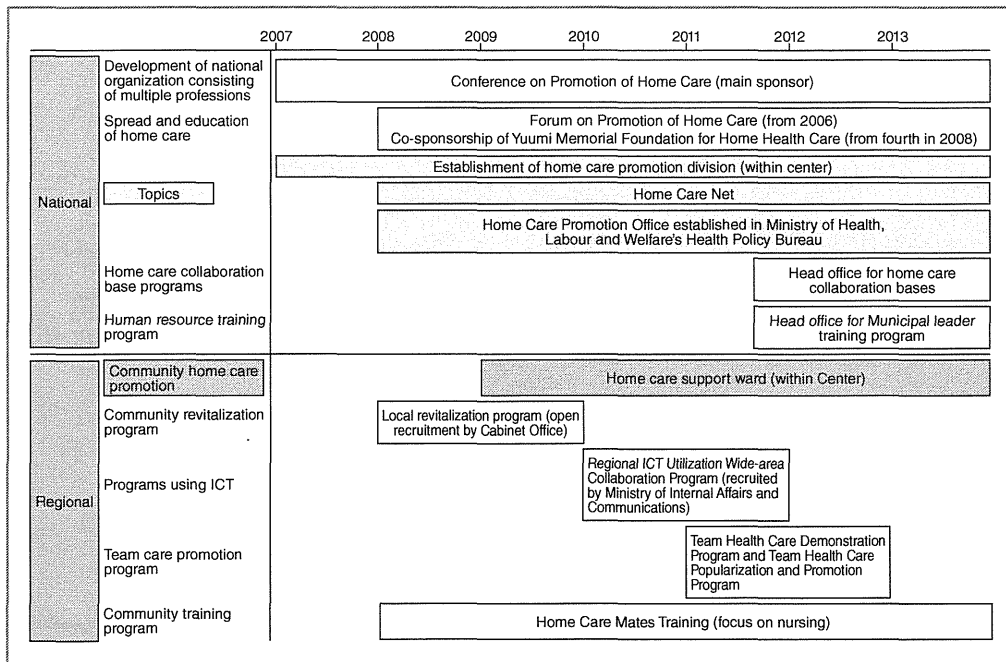 2007 2008 2009 2010 2011 2012 2013
National
Development of national
organization consisting
of multiple professions
Conference on Promotion of Home Care (main sponsor)
Spread and education
of home care
Forum on Promotion of Home Care (from 2006)
Co-sponsorship of Yuumi Memorial Foundation for Home Health Care (from fourth in 2008)
Establishment of home care promotion division (within center)
Topics
Home Care Net
Home Care Promotion Office established in Ministry of Health,
Labour and Welfare's Health Policy Bureau
Home care collaboration
base programs
Head office for home care
collaboration bases
Human resource training
program
Head office for Municipal leader
training program
Regional
Community home care
promotion
Home care support ward (within Center)
Community revitalization
program
Local revitalization program (open
recruitment by Cabinet Office)
Programs using ICT
Regional ICT Utilization Wide-area
Collaboration Program (recruited
by Ministry of Internal Affairs and
Communications)
Team care promotion
program
Team Health Care Demonstration
Program and Team Health Care
Popularization and Promotion
Program
Community training
program
Home Care Mates Training (focus on nursing)